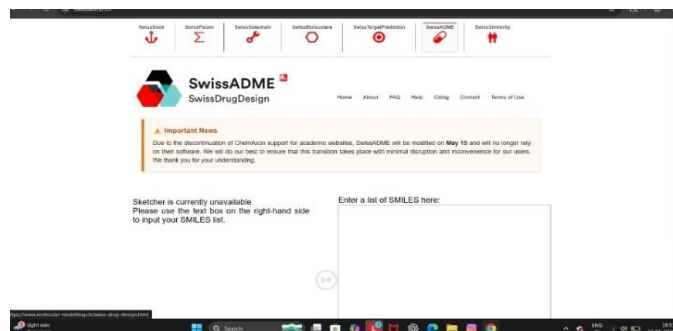 SwissDock SwissParam SwissSidechain SwissBioisostere SwissTargetPrediction SwissADME SwissSimilarity
SwissADME
SwissDrugDesign
Home About FAQ Help Citing Contact Terms of Use
Important News
Due to the discontinuation of ChemAxon support for academic websites, SwissADME will be modified on May 15 and will no longer rely
on their software. We will do our best to ensure that this transition takes place with minimal disruption and inconvenience for our users.
We thank you for your understanding.
Sketcher is currently unavailable.
Please use the text box on the right-hand side
to input your SMILES list.
Enter a list of SMILES here:
Light rain
Search
ENG